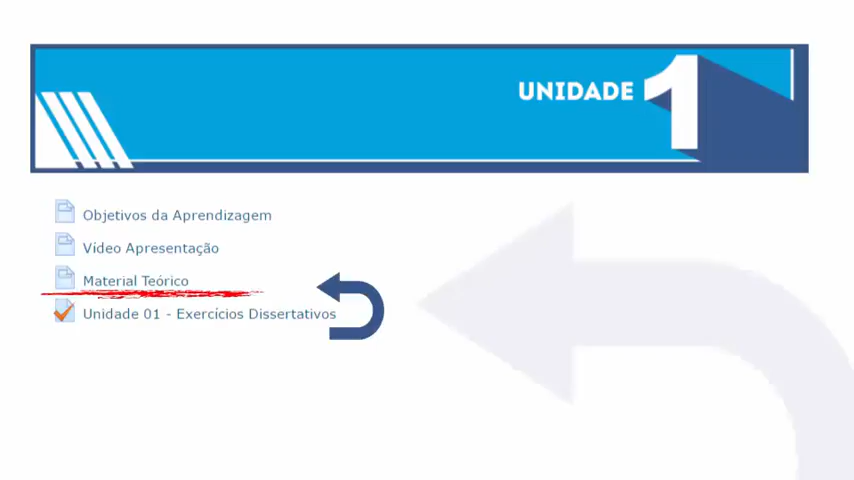 UNIDADE 1
Objetivos da Aprendizagem
Vídeo Apresentação
Material Teórico
Unidade 01 - Exercícios Dissertativos